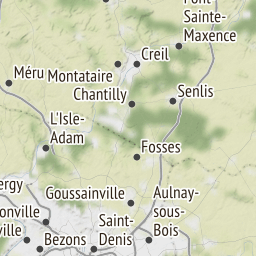 Pont-
Sainte-
Maxence
Creil
Méru
Montataire
Chantilly
Senlis
L'Isle-
Adam
Fosses
Goussainville
Aulnay-
sous-
Bois
Saint-
Denis
Bezons